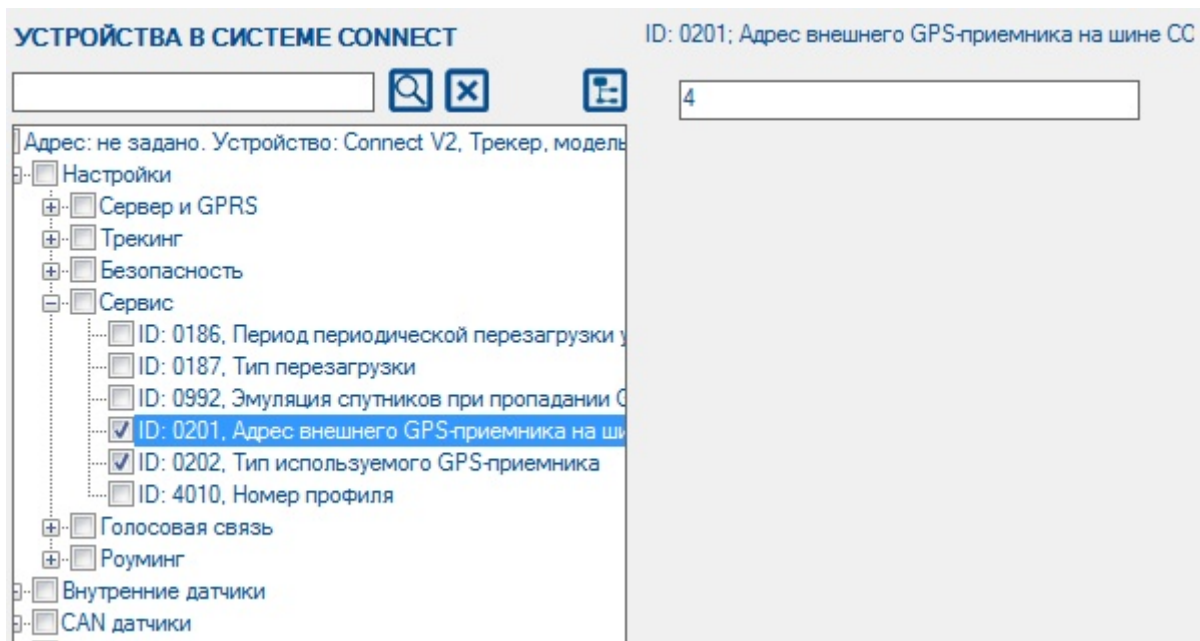 УСТРОЙСТВА В СИСТЕМЕ CONNECT
Адрес: не задано. Устройство: Connect V2, Трекер, модель
Настройки
Сервер и GPRS
Трекинг
Безопасность
Сервис
ID: 0186, Период периодической перезагрузки
ID: 0187, Тип перезагрузки
ID: 0992, Эмуляция спутников при пропадании
ID: 0201, Адрес внешнего GPS-приемника на
ID: 0202, Тип используемого GPS-приемника
ID: 4010, Номер профиля
Голосовая связь
Роуминг
Внутренние датчики
CAN датчики
ID: 0201; Адрес внешнего GPS-приемника на шине
4